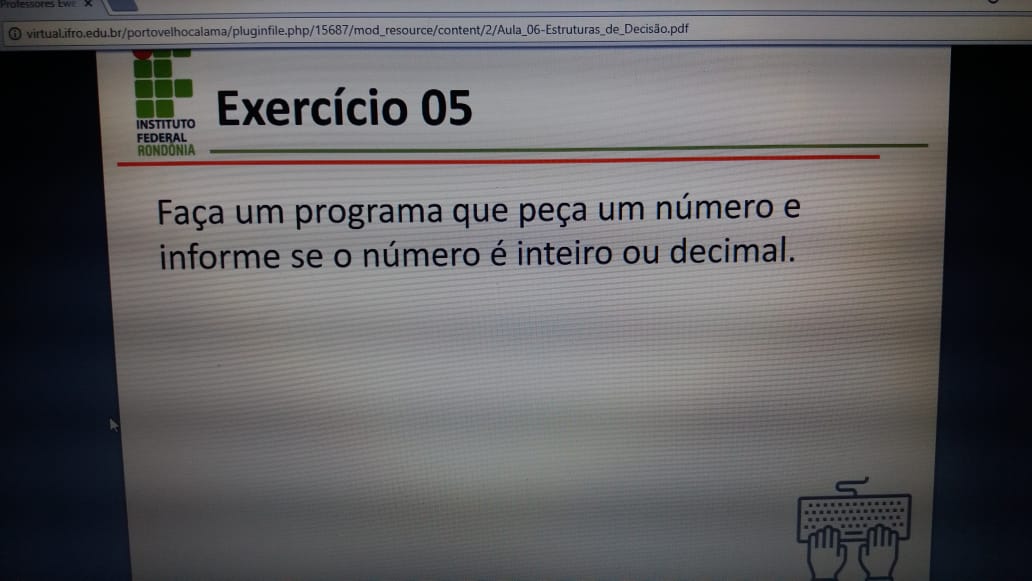 Professores Ewe
virtual.ifro.edu.br/portovelhocalama/pluginfile.php/15687/mod_resource/content/2/Aula_06-Estruturas_de_Decisão.pdf
INSTITUTO
FEDERAL
RONDÔNIA
Exercício 05
Faça um programa que peça um número e
informe se o número é inteiro ou decimal.